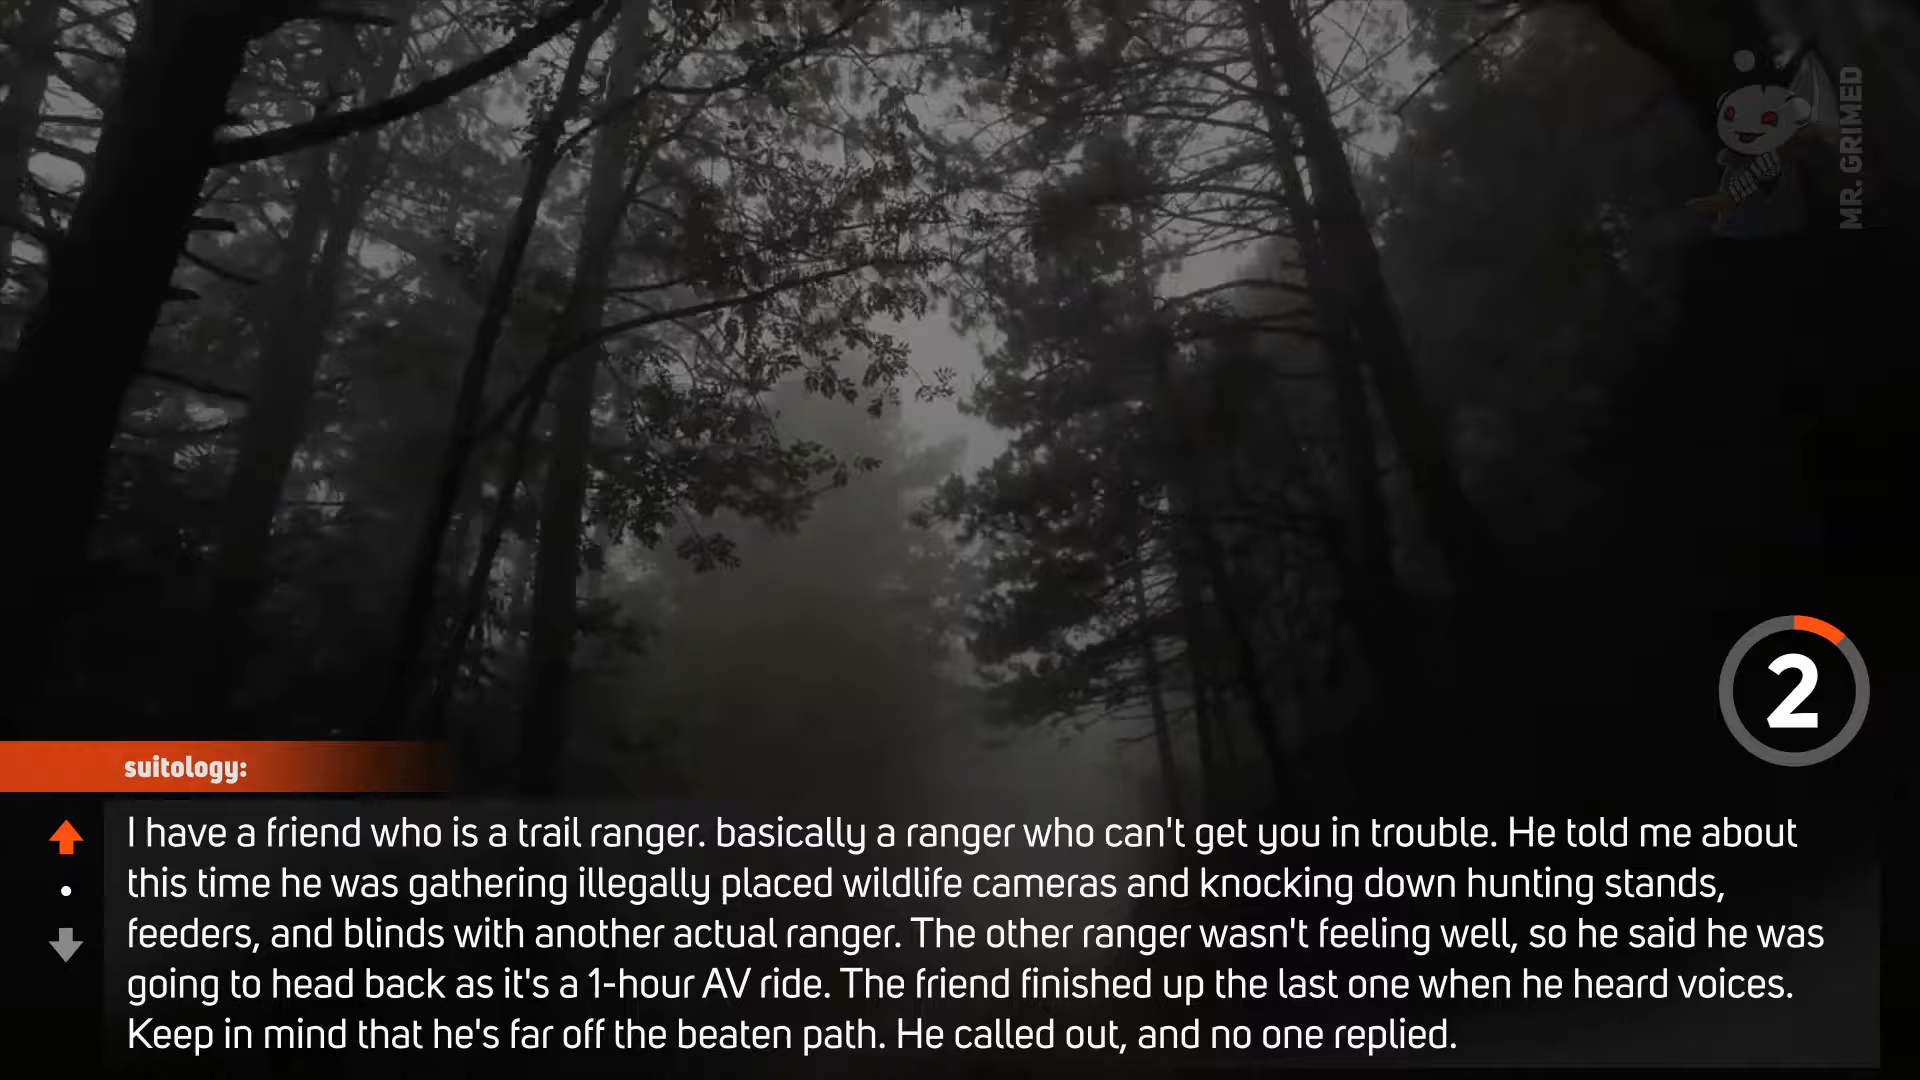 MR. GRIMED
2
suitology:
I have a friend who is a trail ranger. basically a ranger who can't get you in trouble. He told me about
this time he was gathering illegally placed wildlife cameras and knocking down hunting stands,
feeders, and blinds with another actual ranger. The other ranger wasn't feeling well, so he said he was
going to head back as it's a 1-hour AV ride. The friend finished up the last one when he heard voices.
Keep in mind that he's far off the beaten path. He called out, and no one replied.